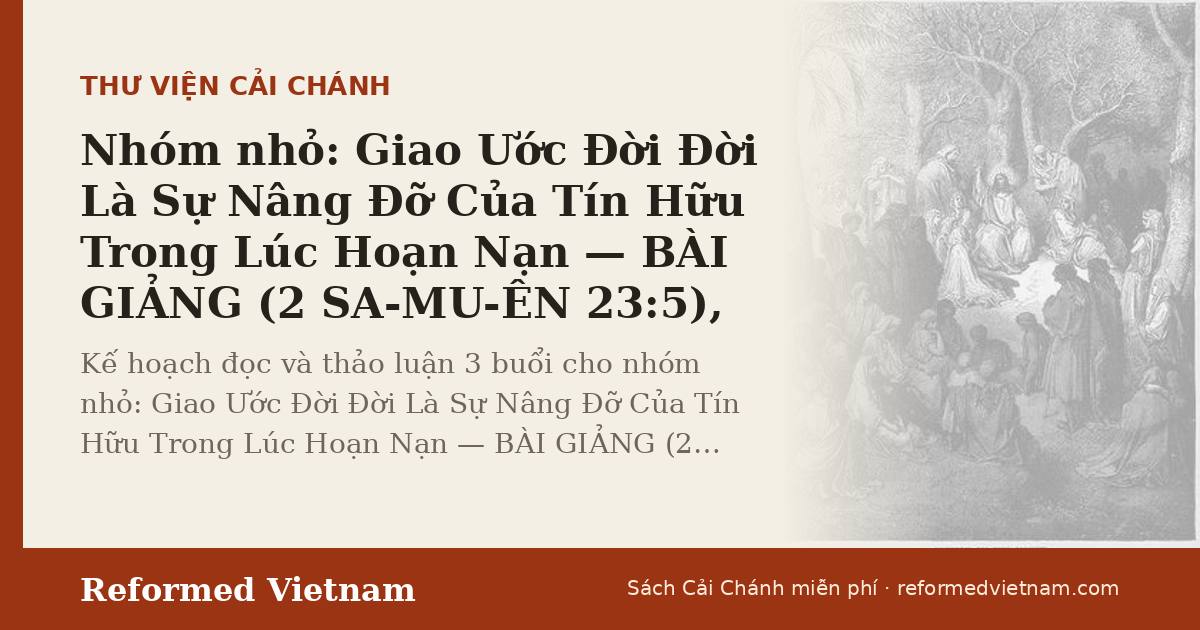 THƯ VIỆN CẢI CHÁNH
Nhóm nhỏ: Giao Ước Đời Đời
Là Sự Nâng Đỡ Của Tín Hữu
Trong Lúc Hoạn Nạn — BÀI
GIẢNG (2 SA-MU-ÊN 23:5),
Kế hoạch đọc và thảo luận 3 buổi cho nhóm
nhỏ: Giao Ước Đời Đời Là Sự Nâng Đỡ Của Tín
Hữu Trong Lúc Hoạn Nạn — BÀI GIẢNG (2...
Reformed Vietnam
Sách Cải Chánh miễn phí · reformedvietnam.com